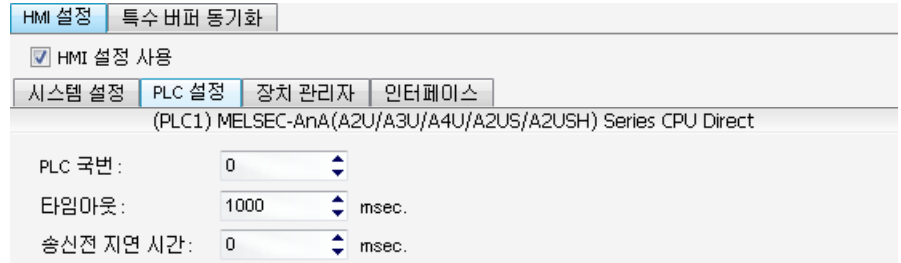 HMI 설정 특수 버퍼 동기화
HMI 설정 사용
시스템 설정 PLC 설정 장치 관리자 인터페이스
(PLC1) MELSEC-AnA(A2U/A3U/A4U/A2US/A2USH) Series CPU Direct
PLC 국번 : 0
타임아웃 : 1000 msec.
송신전 지연 시간 : 0 msec.